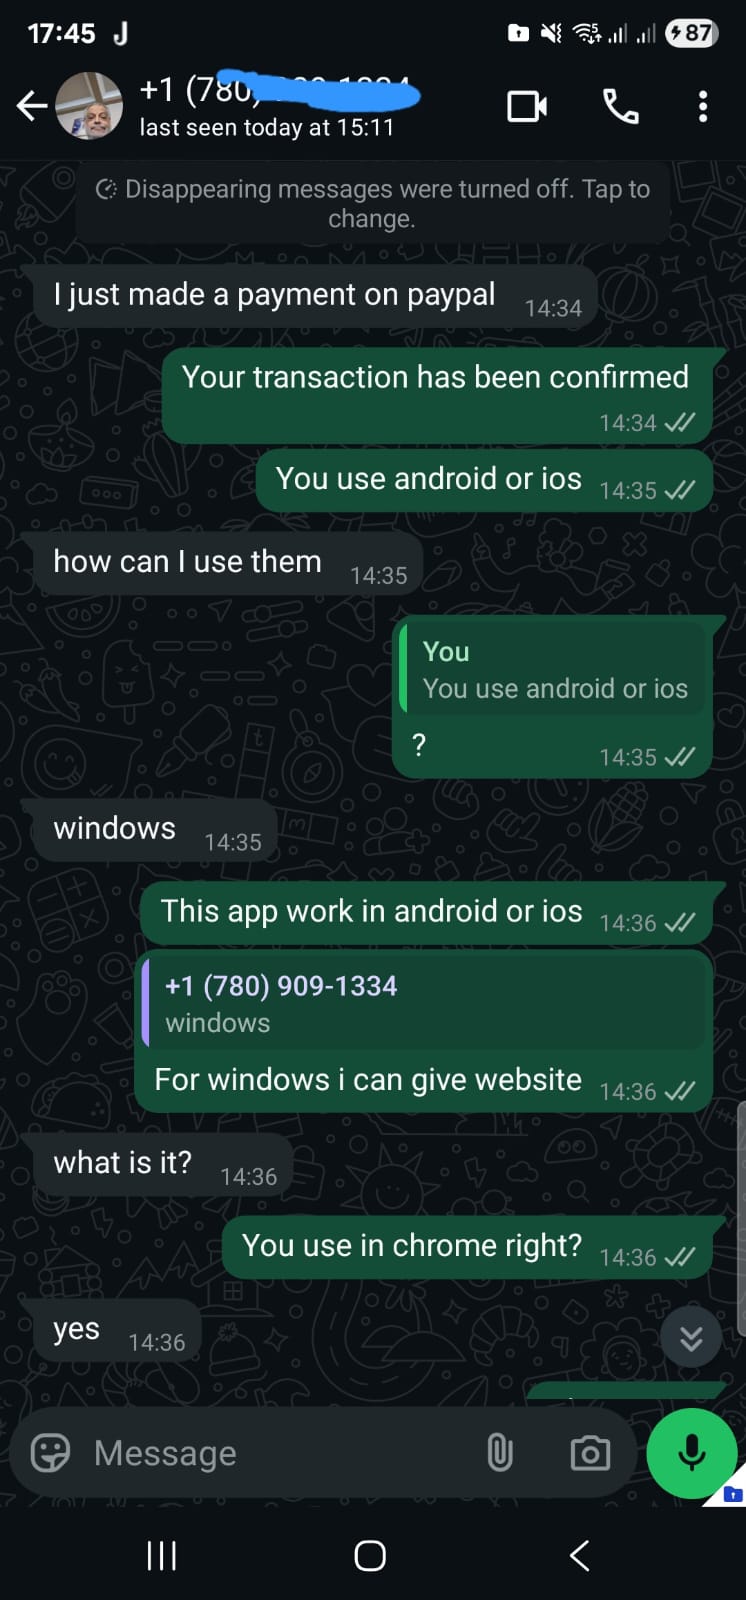 17:45 J
87
+1 (780)
last seen today at 15:11
Disappearing messages were turned off. Tap to
change.
I just made a payment on paypal 14:34
Your transaction has been confirmed
14:34
You use android or ios 14:35
how can I use them 14:35
You
You use android or ios
? 14:35
windows 14:35
This app work in android or ios 14:36
+1 (780) 909-1334
windows
For windows i can give website 14:36
what is it? 14:36
You use in chrome right? 14:36
yes 14:36
Message